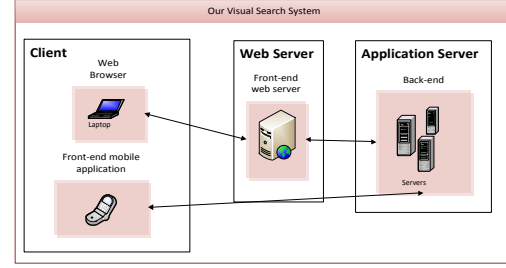 Our Visual Search System
Client
Web
Browser
Laptop
Front-end mobile
application
Web Server
Front-end
web server
Application Server
Back-end
Servers